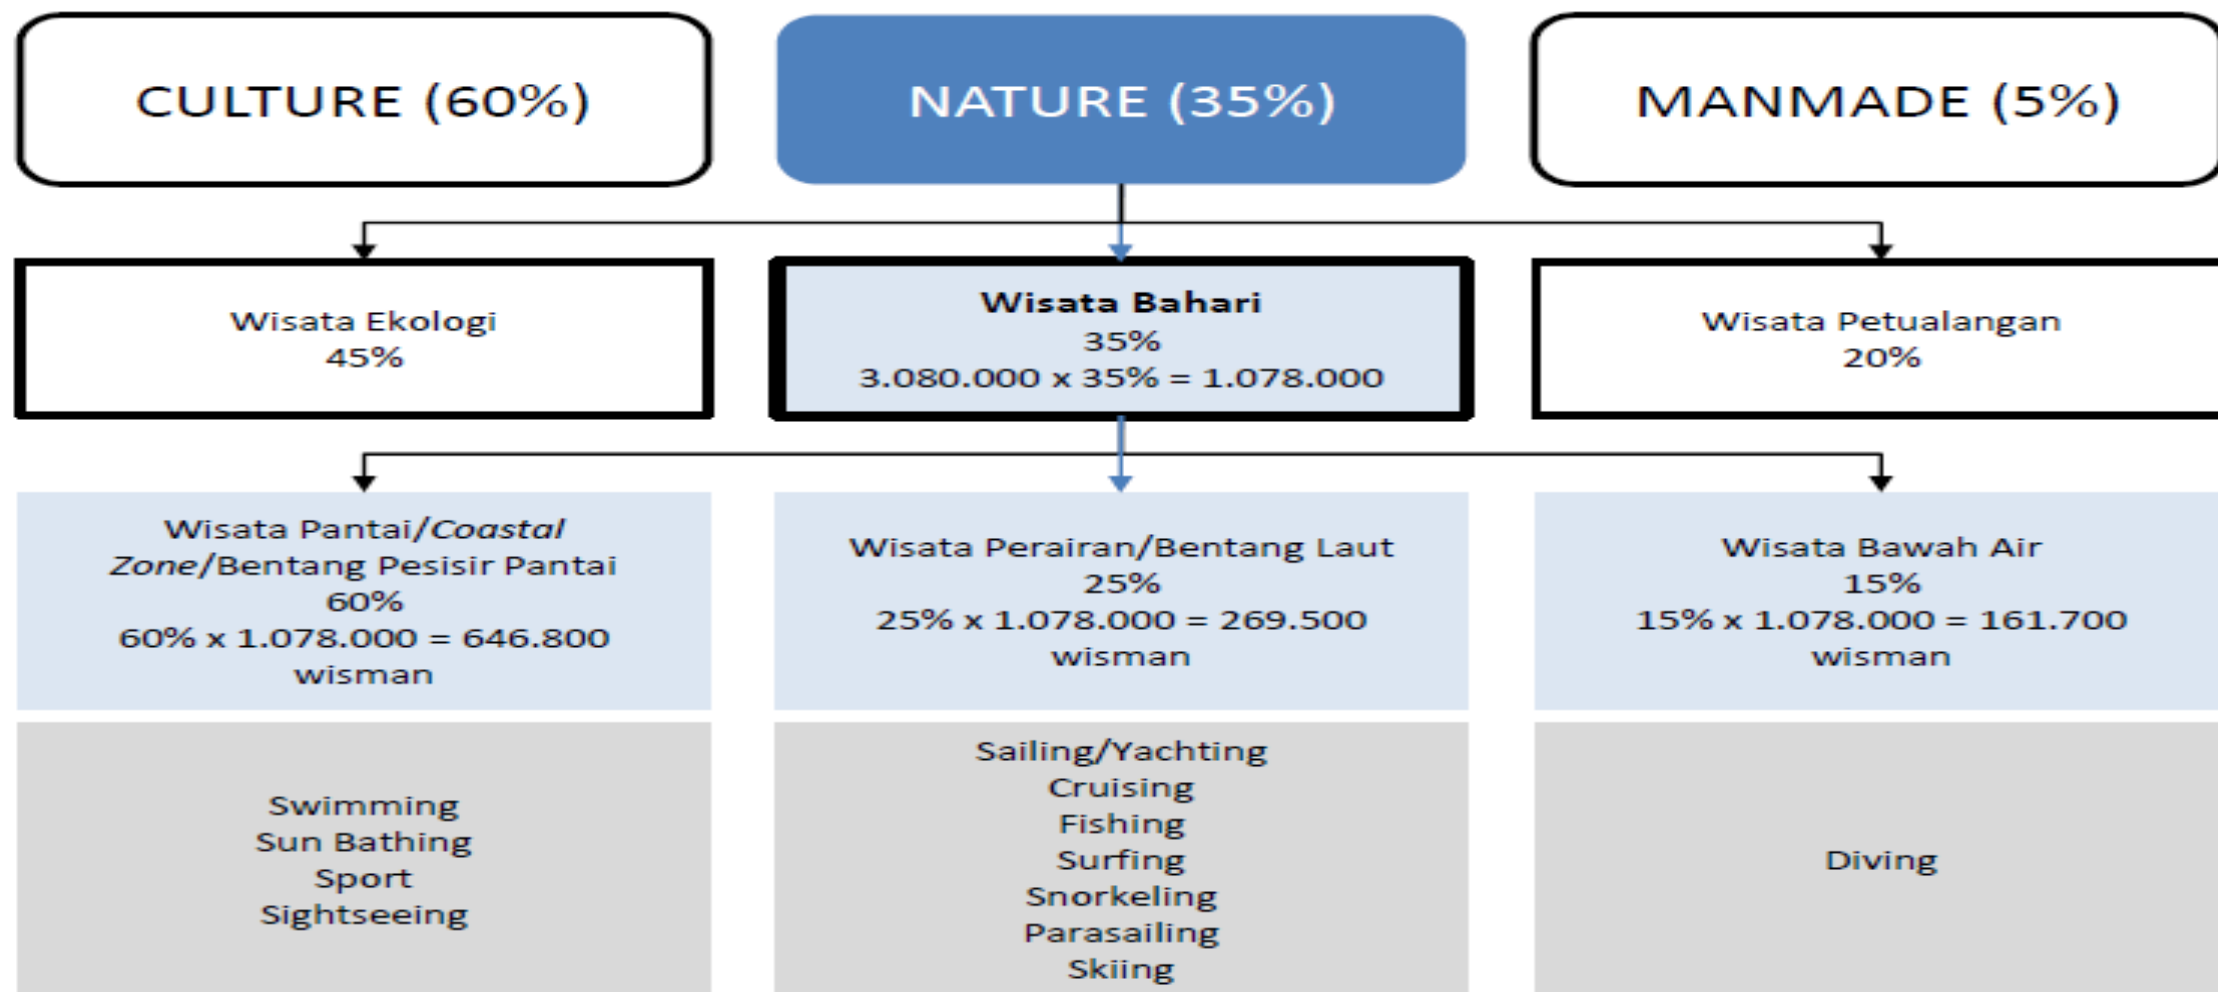 CULTURE (60%)
NATURE (35%)
MANMADE (5%)
Wisata Ekologi
45%
Wisata Bahari
35%
3.080.000 x 35% = 1.078.000
Wisata Petualangan
20%
Wisata Pantai/Coastal
Zone/Bentang Pesisir Pantai
60%
60% x 1.078.000 = 646.800
wisman
Wisata Perairan/Bentang Laut
25%
25% x 1.078.000 = 269.500
wisman
Wisata Bawah Air
15%
15% x 1.078.000 = 161.700
wisman
Swimming
Sun Bathing
Sport
Sightseeing
Sailing/Yachting
Cruising
Fishing
Surfing
Snorkeling
Parasailing
Skiing
Diving